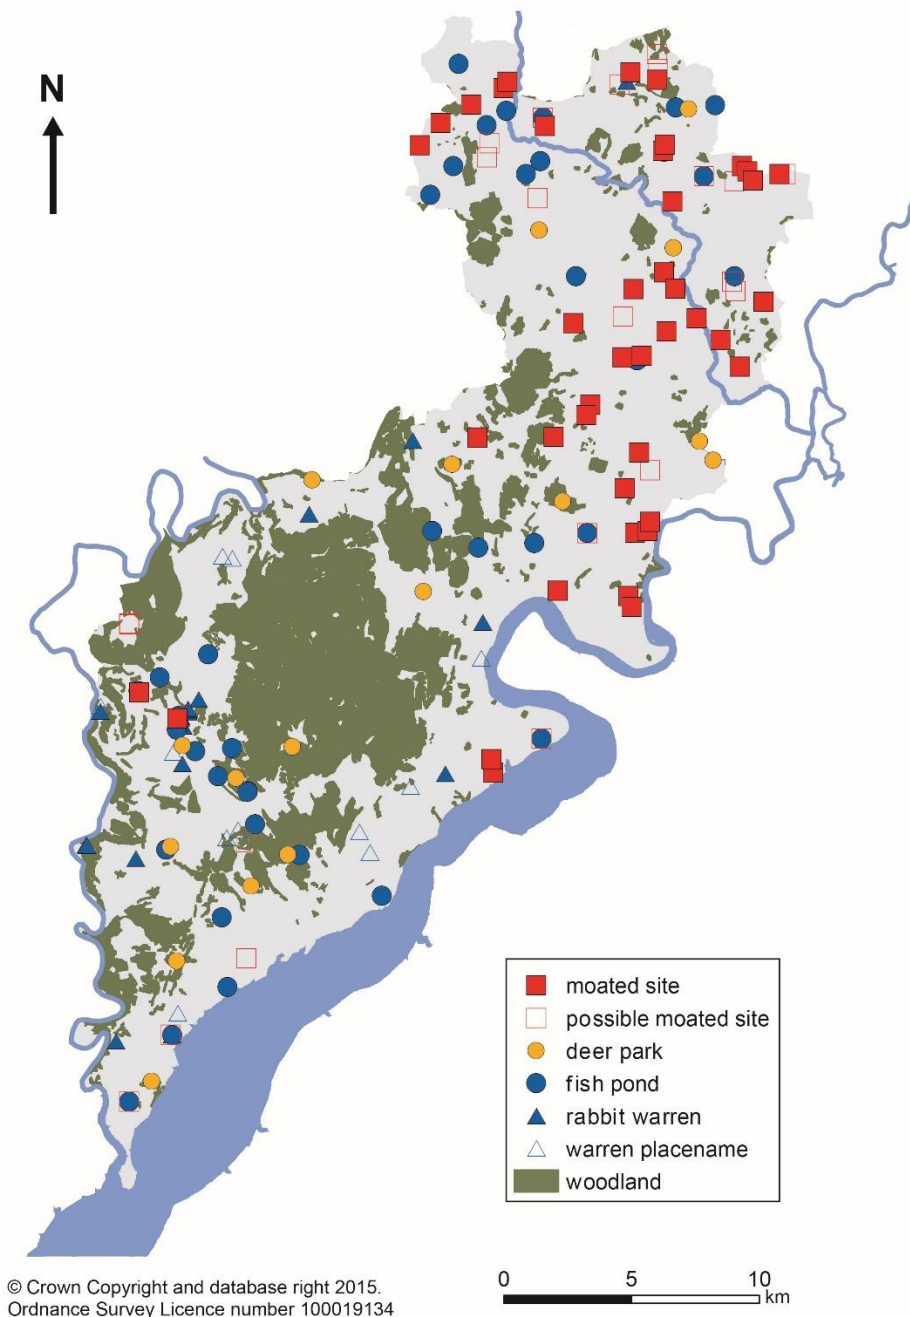 N
moated site
possible moated site
deer park
fish pond
rabbit warren
warren placename
woodland
© Crown Copyright and database right 2015.
Ordnance Survey Licence number 100019134
0 5 10
km